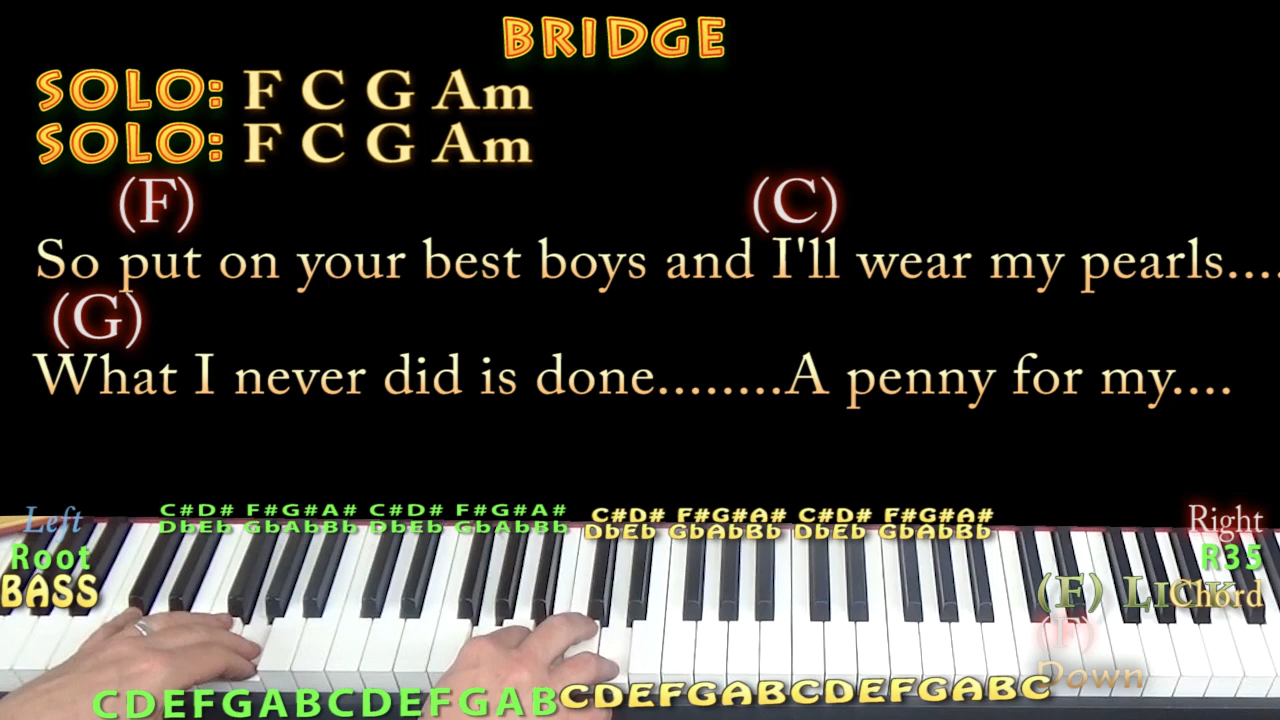 BRIDGE
SOLO: F C G Am
SOLO: F C G Am
(F) (C)
So put on your best boys and I'll wear my pearls....
(G)
What I never did is done........A penny for my....
Left C#D# F#G#A# C#D# F#G#A# C#D# F#G#A# C#D# F#G#A# Right
DbEb GbAbBb DbEb GbAbBb DbEb GbAbBb DbEb GbAbBb
Root R35
BASS (F) Chord
(F)
Down
CDEFGABCDEFGABCDEFGABCDEFGABC